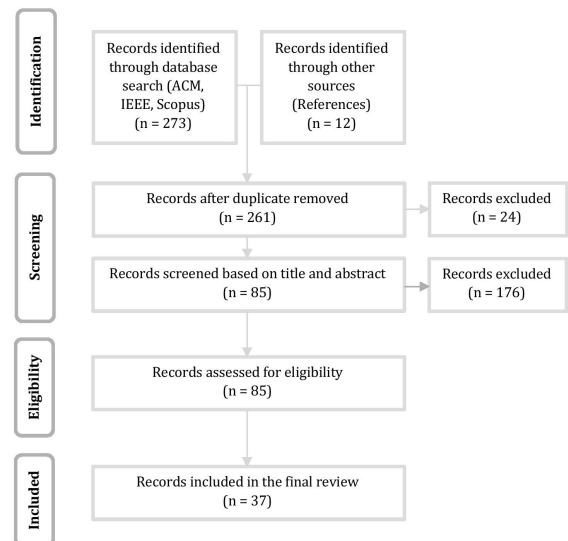 Identification
Records identified
through database
search (ACM,
IEEE, Scopus)
(n = 273)
Records identified
through other
sources
(References)
(n = 12)
Screening
Records after duplicate removed
(n = 261)
Records excluded
(n = 24)
Records screened based on title and abstract
(n = 85)
Records excluded
(n = 176)
Eligibility
Records assessed for eligibility
(n = 85)
Included
Records included in the final review
(n = 37)